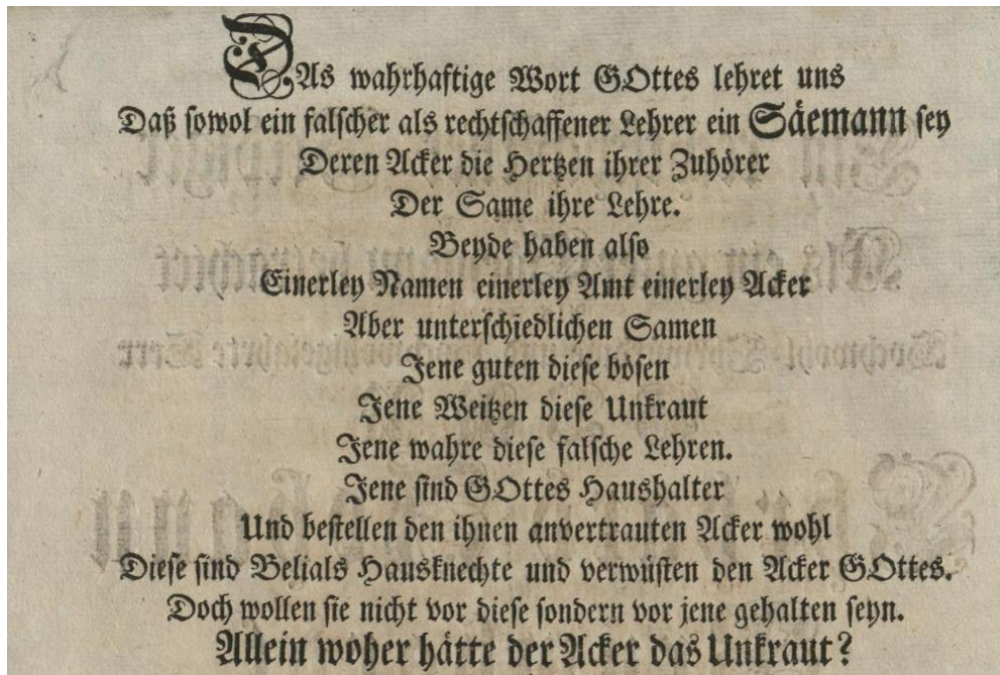 DAs wahrhaftige Wort GOttes lehret uns
Daß sowol ein falscher als rechtschaffener Lehrer ein Säemann sey
Deren Acker die Hertzen ihrer Zuhörer
Der Same ihre Lehre.
Beyde haben also
Einerley Namen einerley Amt einerley Acker
Aber unterschiedlichen Samen
Jene guten diese bösen
Jene Weitzen diese Unkraut
Jene wahre diese falsche Lehren.
Jene sind GOttes Haushalter
Und bestellen den ihnen anvertrauten Acker wohl
Diese sind Belials Hausknechte und verwüsten den Acker GOttes.
Doch wollen sie nicht vor diese sondern vor jene gehalten seyn.
Allein woher hätte der Acker das Unkraut?